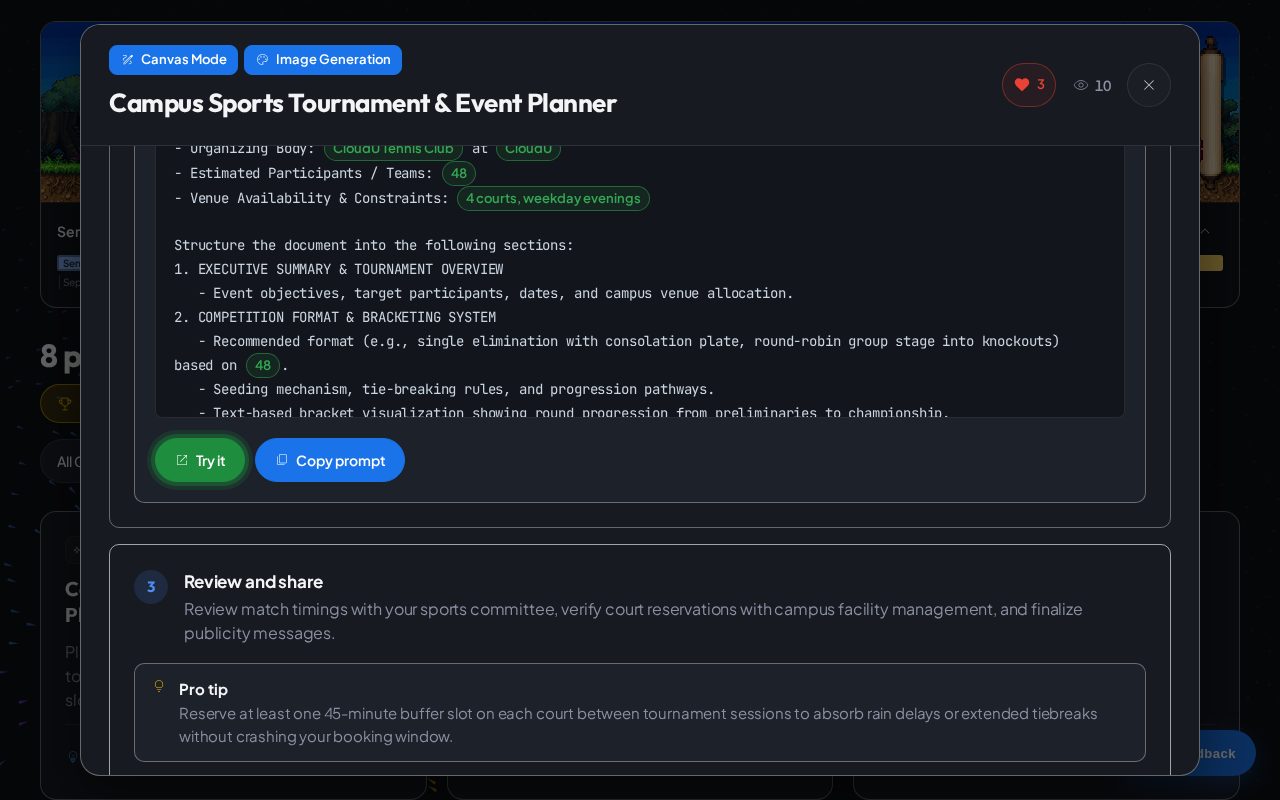 Canvas Mode
Image Generation
Campus Sports Tournament & Event Planner
3
10
- Organizing Body: CloudU Tennis Club at CloudU
- Estimated Participants / Teams: 48
- Venue Availability & Constraints: 4 courts, weekday evenings
Structure the document into the following sections:
1. EXECUTIVE SUMMARY & TOURNAMENT OVERVIEW
- Event objectives, target participants, dates, and campus venue allocation.
2. COMPETITION FORMAT & BRACKETING SYSTEM
- Recommended format (e.g., single elimination with consolation plate, round-robin group stage into knockouts)
based on 48.
- Seeding mechanism, tie-breaking rules, and progression pathways.
- Text-based bracket visualization showing round progression from preliminaries to championship.
Try it
Copy prompt
3
Review and share
Review match timings with your sports committee, verify court reservations with campus facility management, and finalize
publicity messages.
Pro tip
Reserve at least one 45-minute buffer slot on each court between tournament sessions to absorb rain delays or extended tiebreaks
without crashing your booking window.
8 p